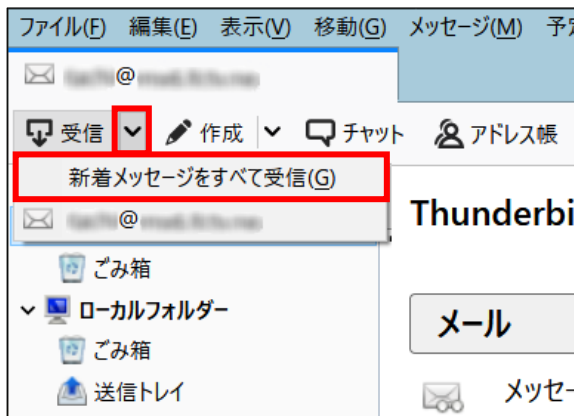 ファイル(F) 編集(E) 表示(V) 移動(G) メッセージ(M)
@
受信 作成 チャット アドレス帳
新着メッセージをすべて受信(G)
@
Thunderbi
ごみ箱
ローカルフォルダー
メール
ごみ箱
送信トレイ
メッセー